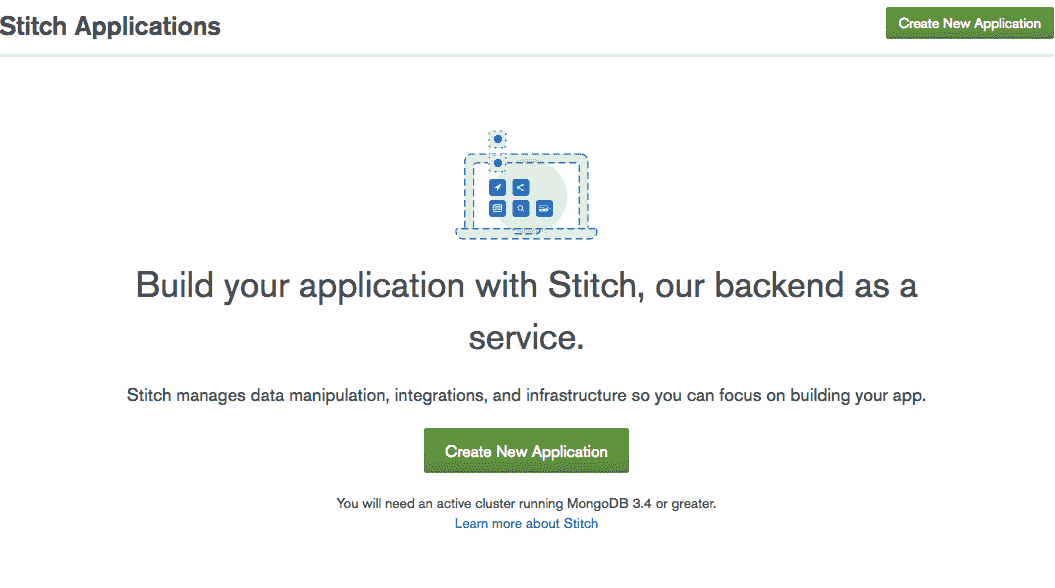 Stitch Applications
Create New Application
Build your application with Stitch, our backend as a
service.
Stitch manages data manipulation, integrations, and infrastructure so you can focus on building your app.
Create New Application
You will need an active cluster running MongoDB 3.4 or greater.
Learn more about Stitch